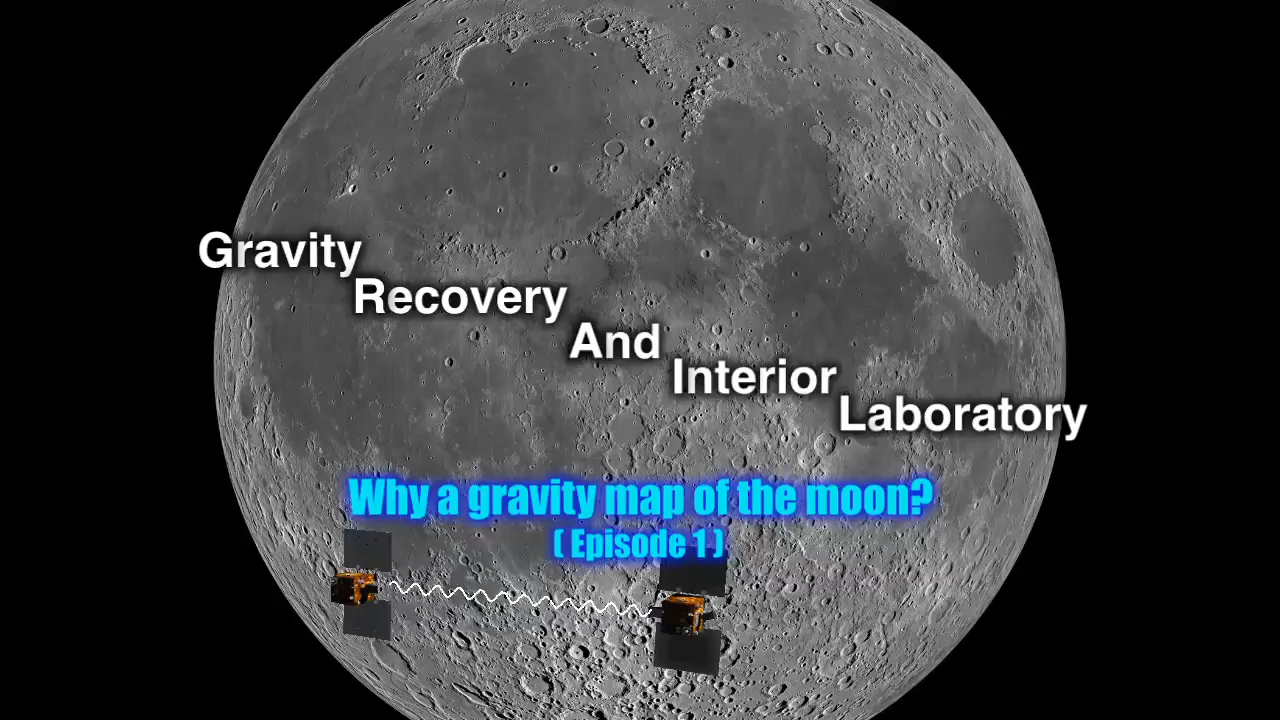 Gravity
Recovery
And
Interior
Laboratory
Why a gravity map of the moon?
( Episode 1 )